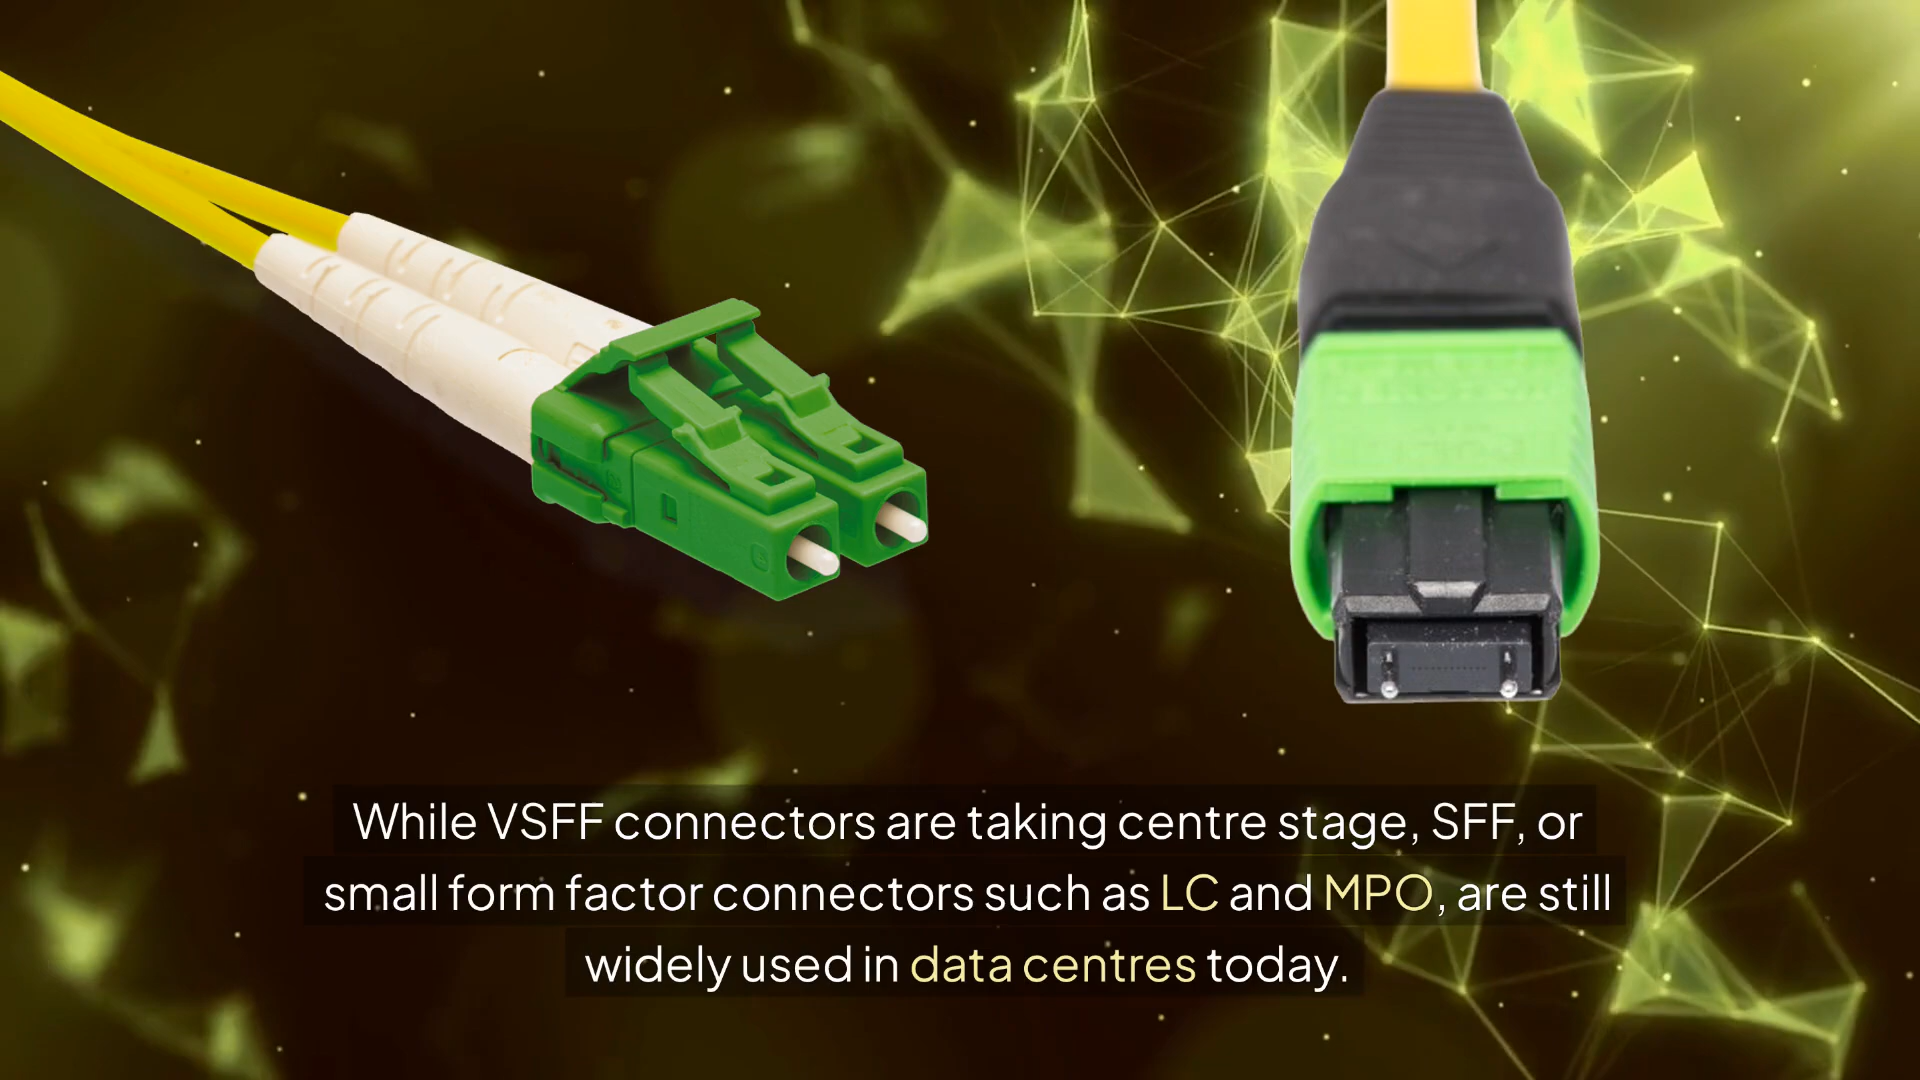 While VSFF connectors are taking centre stage, SFF, or
small form factor connectors such as LC and MPO, are still
widely used in data centres today.